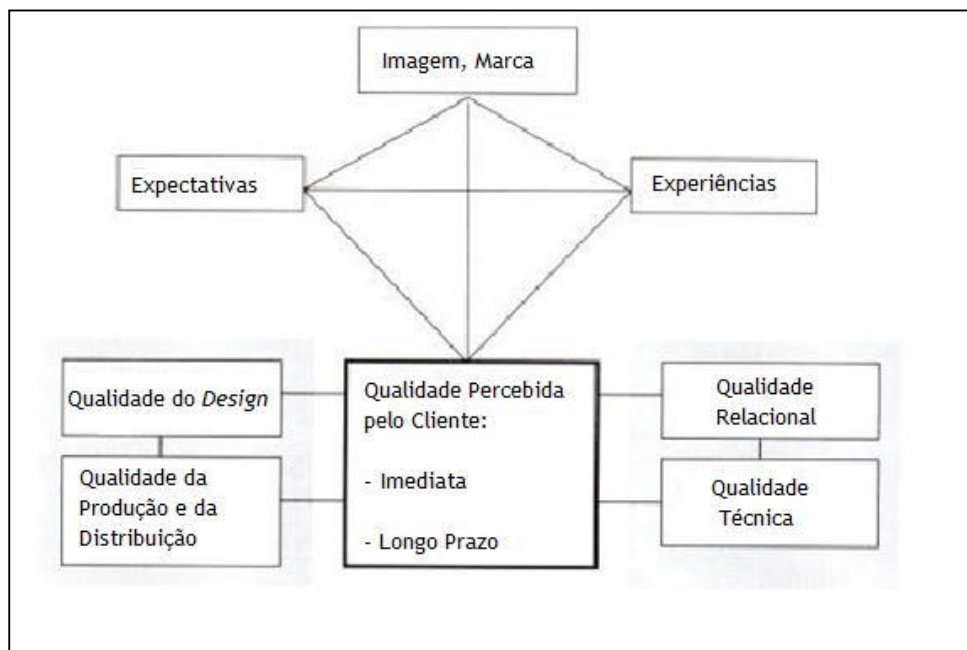 Imagem, Marca
Expectativas
Experiências
Qualidade do Design
Qualidade da
Produção e da
Distribuição
Qualidade Percebida
pelo Cliente:
- Imediata
- Longo Prazo
Qualidade
Relacional
Qualidade
Técnica